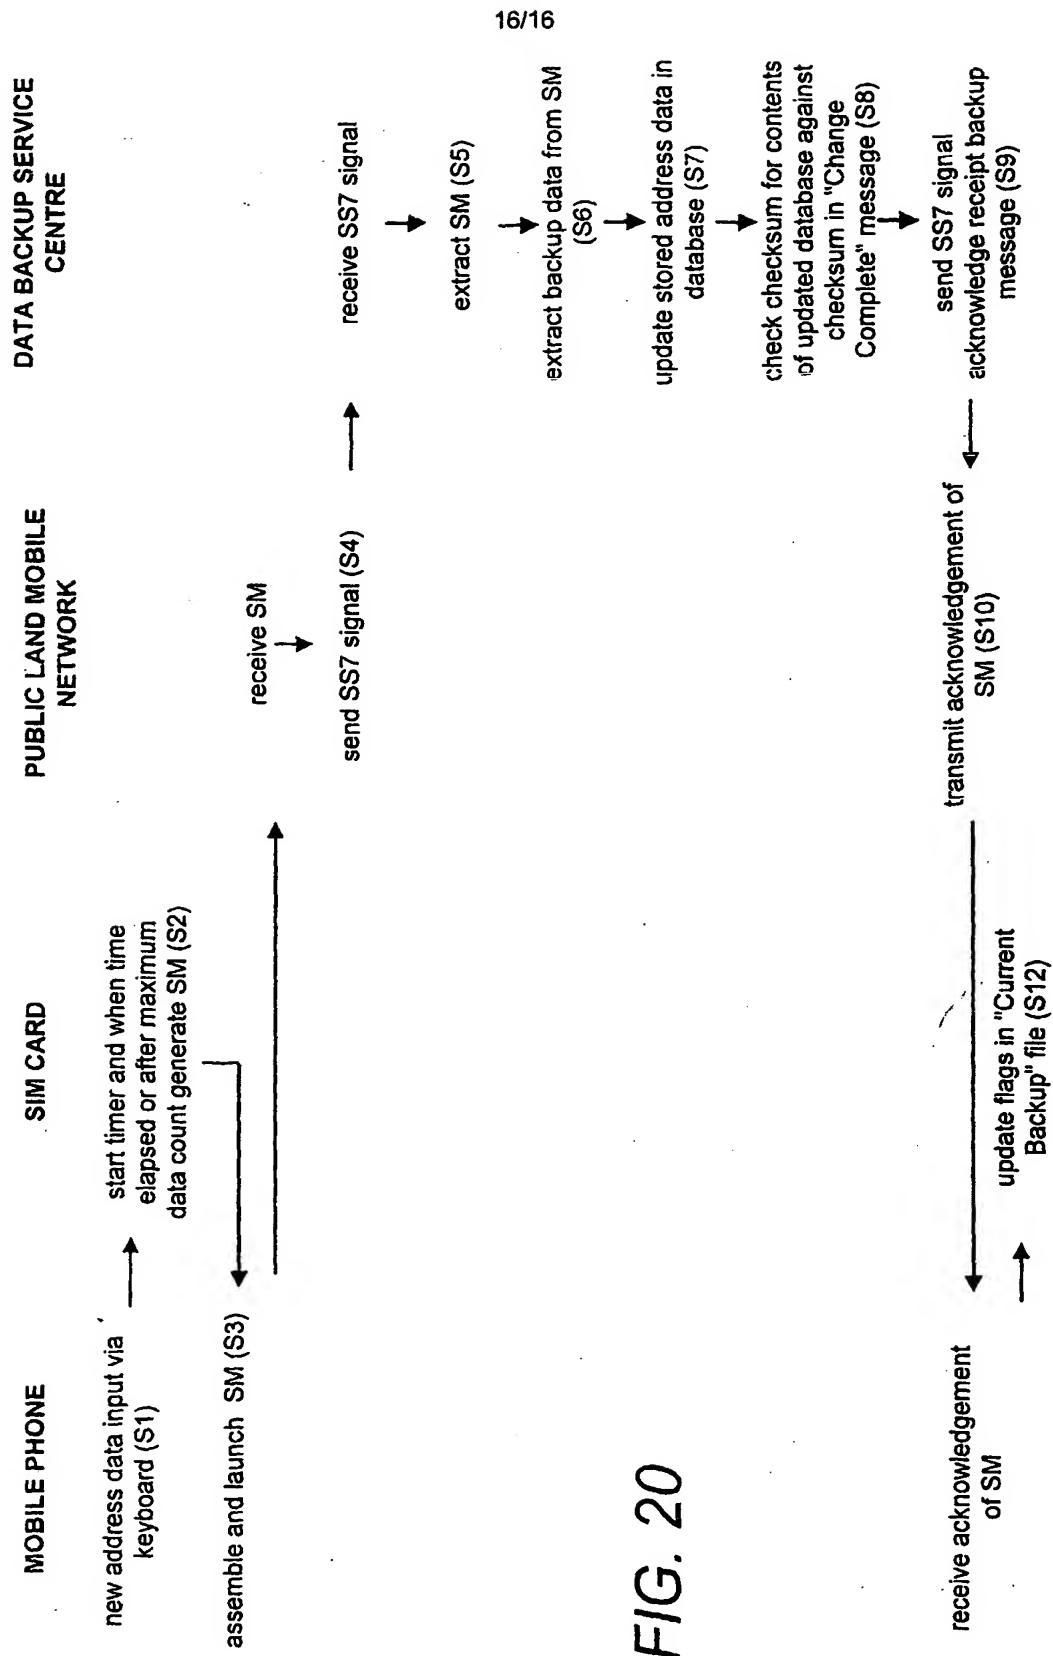 16/16
MOBILE PHONE
SIM CARD
PUBLIC LAND MOBILE
NETWORK
DATA BACKUP SERVICE
CENTRE
new address data input via
keyboard (S1)
start timer and when time
elapsed or after maximum
data count generate SM (S2)
assemble and launch SM (S3)
receive SM
send SS7 signal (S4)
receive SS7 signal
extract SM (S5)
extract backup data from SM
(S6)
update stored address data in
database (S7)
check checksum for contents
of updated database against
checksum in "Change
Complete" message (S8)
send SS7 signal
acknowledge receipt backup
message (S9)
transmit acknowledgement of
SM (S10)
receive acknowledgement
of SM
update flags in "Current
Backup" file (S12)
FIG. 20